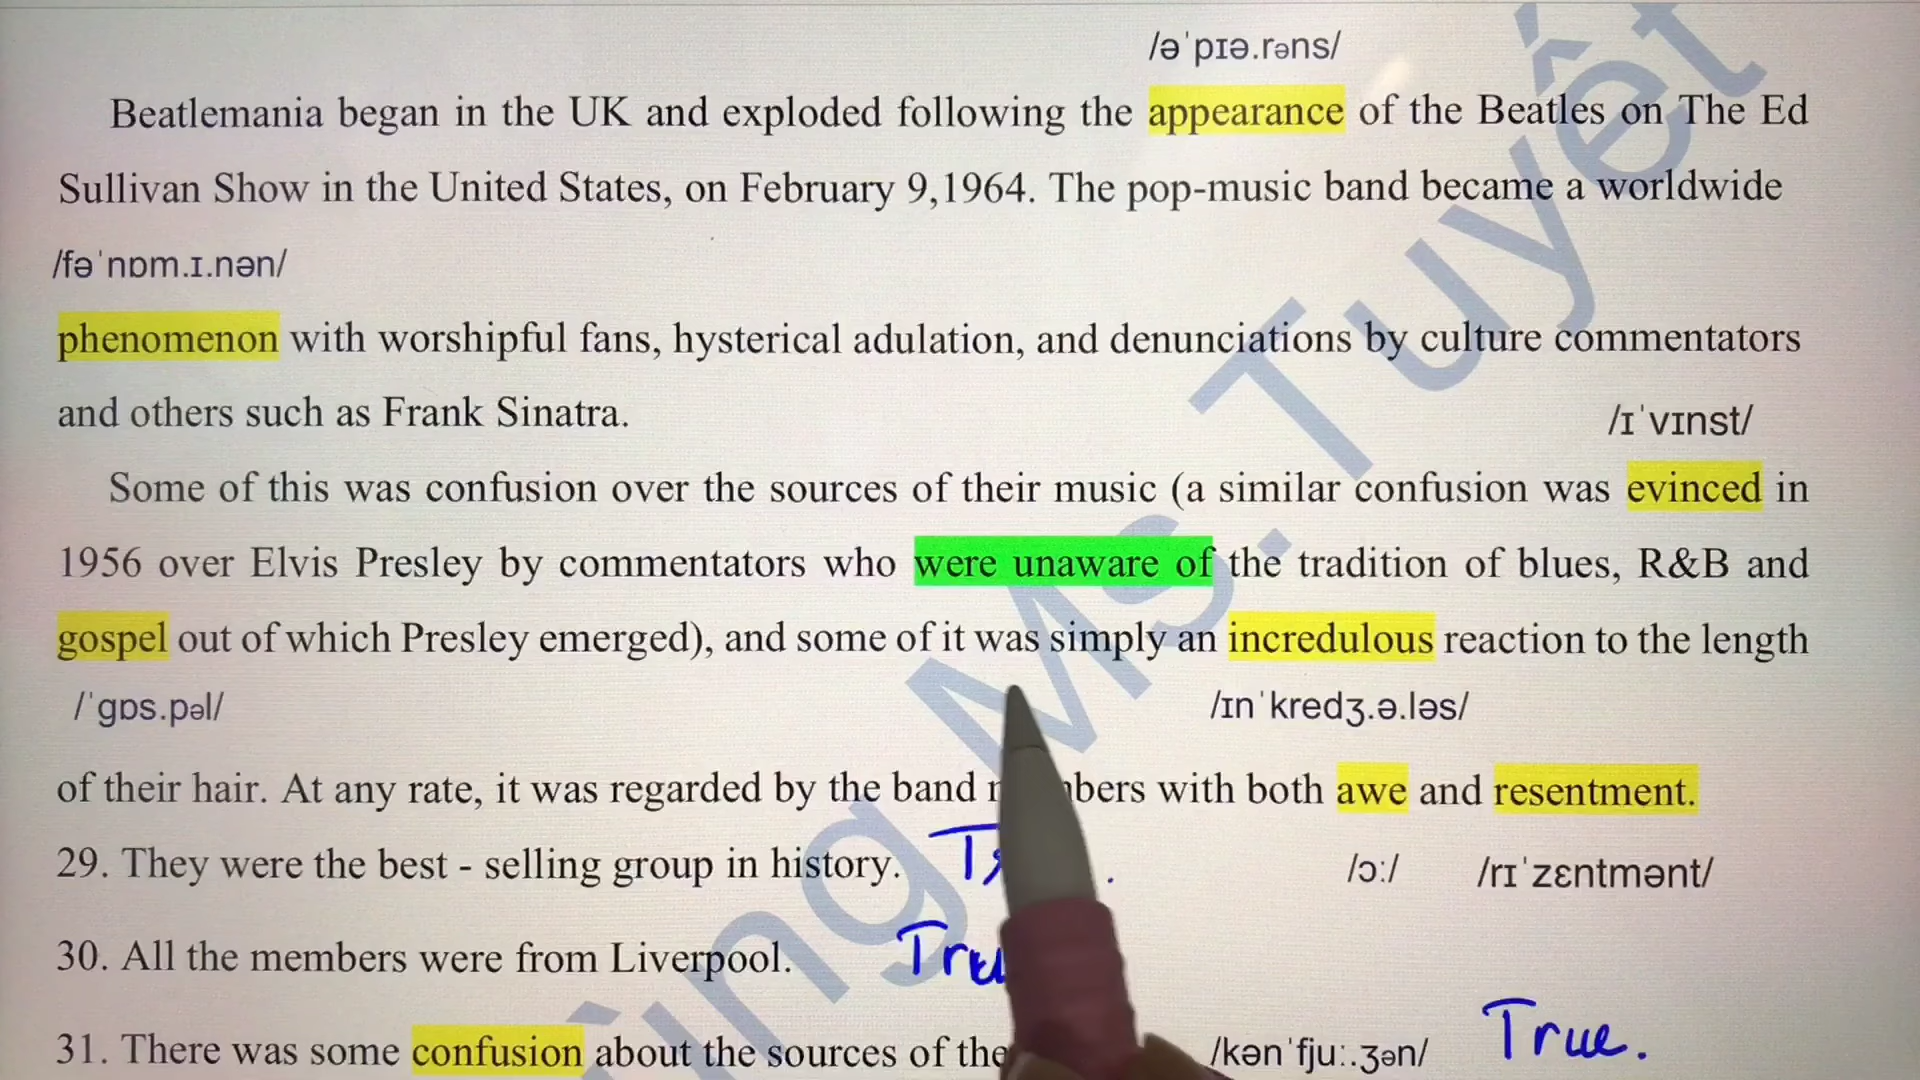 /əˈpɪə.rəns/
Beatlemania began in the UK and exploded following the appearance of the Beatles on The Ed
Sullivan Show in the United States, on February 9,1964. The pop-music band became a worldwide
/fəˈnɒm.ɪ.nən/
phenomenon with worshipful fans, hysterical adulation, and denunciations by culture commentators
and others such as Frank Sinatra.
/ɪˈvɪnst/
Some of this was confusion over the sources of their music (a similar confusion was evinced in
1956 over Elvis Presley by commentators who were unaware of the tradition of blues, R&B and
gospel out of which Presley emerged), and some of it was simply an incredulous reaction to the length
/ˈɡɒs.pəl/ /ɪnˈkredʒ.ə.ləs/
of their hair. At any rate, it was regarded by the band with both awe and resentment.
29. They were the best - selling group in history.
/ɔː/ /rɪˈzɛntmənt/
30. All the members were from Liverpool.
31. There was some confusion about the sources of /kənˈfjuː.ʒən/ True.
Ms. Tuyết